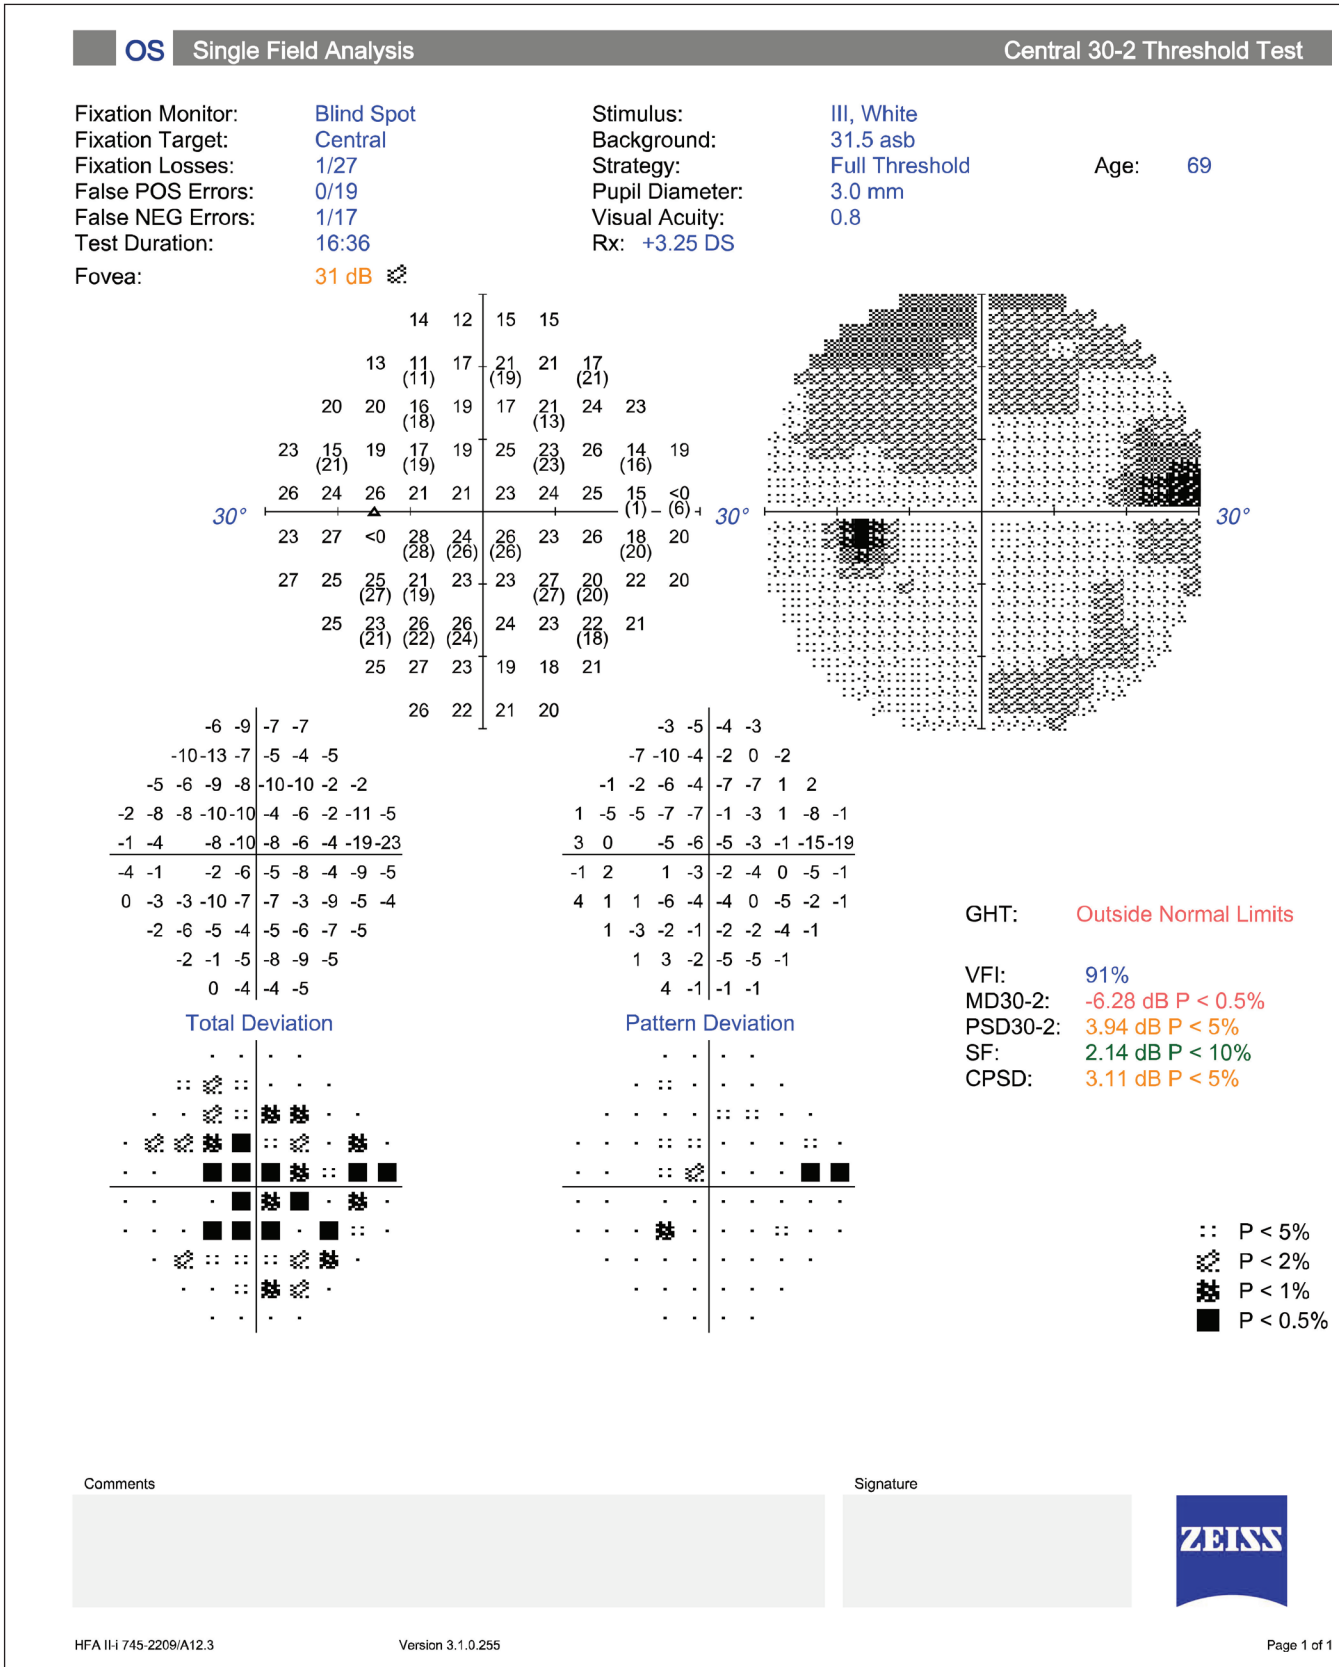 OS Single Field Analysis Central 30-2 Threshold Test
Fixation Monitor: Blind Spot Stimulus: III, White
Fixation Target: Central Background: 31.5 asb
Fixation Losses: 1/27 Strategy: Full Threshold Age: 69
False POS Errors: 0/19 Pupil Diameter: 3.0 mm
False NEG Errors: 1/17 Visual Acuity: 0.8
Test Duration: 16:36 Rx: +3.25 DS
Fovea: 31 dB
14 12 15 15
13 11 17 21 21 17
(11) (19) (21)
20 20 16 19 17 21 24 23
(18) (13)
23 15 19 17 19 25 23 26 14 19
(21) (19) (23) (16)
26 24 26 21 21 23 24 25 15 <0
30° (1) (6) 30° 30°
23 27 <0 28 24 26 23 26 18 20
(28) (26) (26) (20)
27 25 25 21 23 23 27 20 22 20
(27) (19) (27) (20)
25 23 26 26 24 23 22 21
(21) (22) (24) (18)
25 27 23 19 18 21
26 22 21 20
-6 -9 -7 -7
-10 -13 -7 -5 -4 -5
-5 -6 -9 -8 -10 -10 -2 -2
-2 -8 -8 -10 -10 -4 -6 -2 -11 -5
-1 -4 -8 -10 -8 -6 -4 -19 -23
-4 -1 -2 -6 -5 -8 -4 -9 -5
0 -3 -3 -10 -7 -7 -3 -9 -5 -4
-2 -6 -5 -4 -5 -6 -7 -5
-2 -1 -5 -8 -9 -5
0 -4 -4 -5
Total Deviation
-3 -5 -4 -3
-7 -10 -4 -2 0 -2
-1 -2 -6 -4 -7 -7 1 2
1 -5 -5 -7 -7 -1 -3 1 -8 -1
3 0 -5 -6 -5 -3 -1 -15 -19
-1 2 1 -3 -2 -4 0 -5 -1
4 1 1 -6 -4 -4 0 -5 -2 -1
1 -3 -2 -1 -2 -2 -4 -1
1 3 -2 -5 -5 -1
4 -1 -1 -1
Pattern Deviation
GHT: Outside Normal Limits
VFI: 91%
MD30-2: -6.28 dB P < 0.5%
PSD30-2: 3.94 dB P < 5%
SF: 2.14 dB P < 10%
CPSD: 3.11 dB P < 5%
P < 5%
P < 2%
P < 1%
P < 0.5%
Comments Signature
ZEISS
HFA II-i 745-2209/A12.3 Version 3.1.0.255 Page 1 of 1